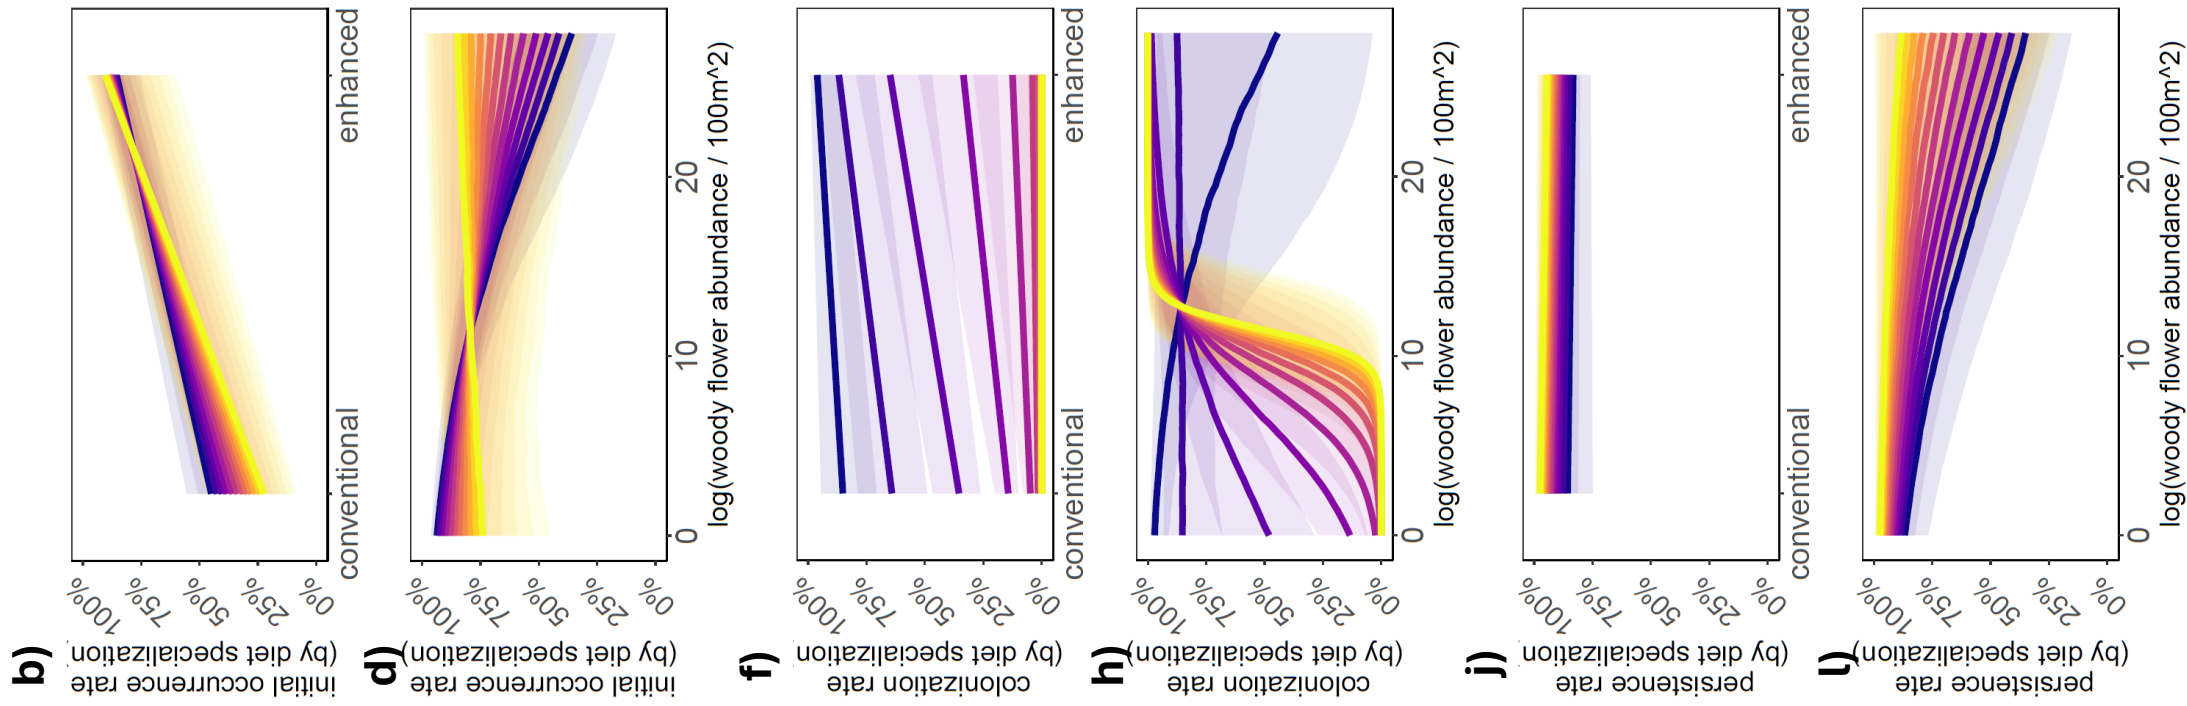 b)
initial occurrence rate
(by diet specialization)
100%
75%
50%
25%
0%
conventional
enhanced
d)
initial occurrence rate
(by diet specialization)
100%
75%
50%
25%
0%
0
10
20
log(woody flower abundance / 100m^2)
f)
colonization rate
(by diet specialization)
100%
75%
50%
25%
0%
conventional
enhanced
h)
colonization rate
(by diet specialization)
100%
75%
50%
25%
0%
0
10
20
log(woody flower abundance / 100m^2)
j)
persistence rate
(by diet specialization)
100%
75%
50%
25%
0%
conventional
enhanced
l)
persistence rate
(by diet specialization)
100%
75%
50%
25%
0%
0
10
20
log(woody flower abundance / 100m^2)